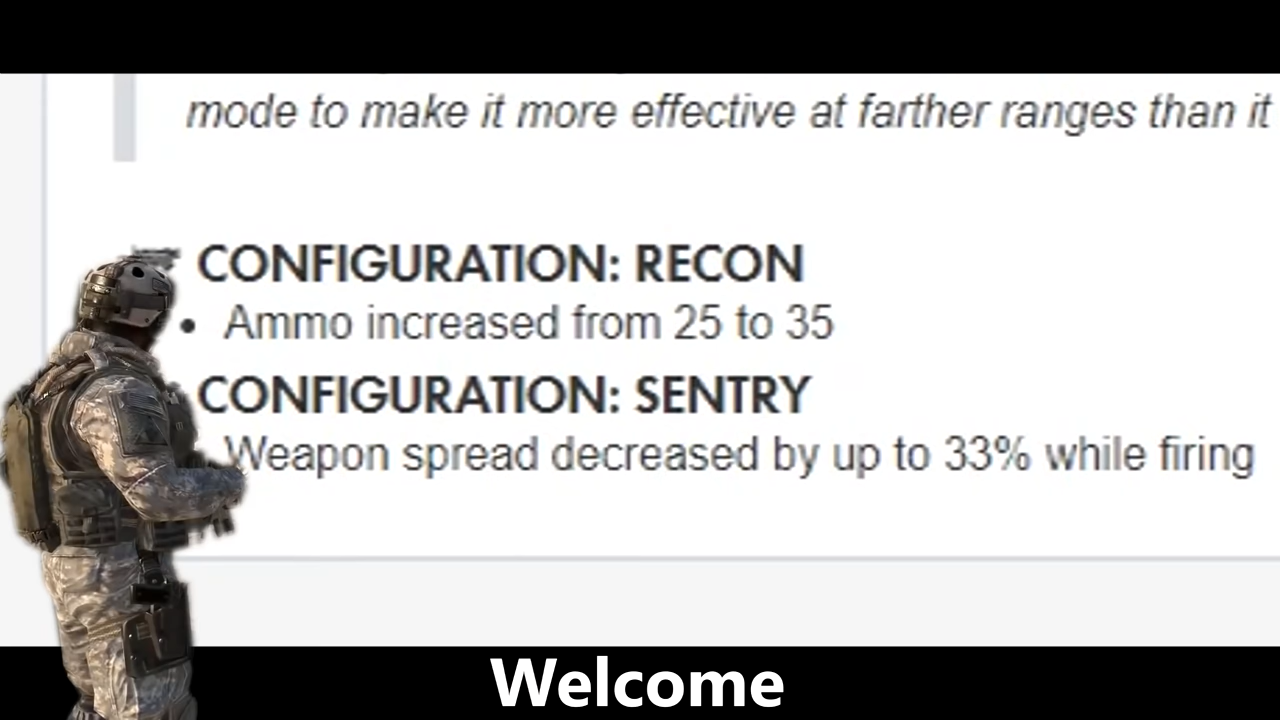 mode to make it more effective at farther ranges than it
CONFIGURATION: RECON
• Ammo increased from 25 to 35
CONFIGURATION: SENTRY
Weapon spread decreased by up to 33% while firing
Welcome